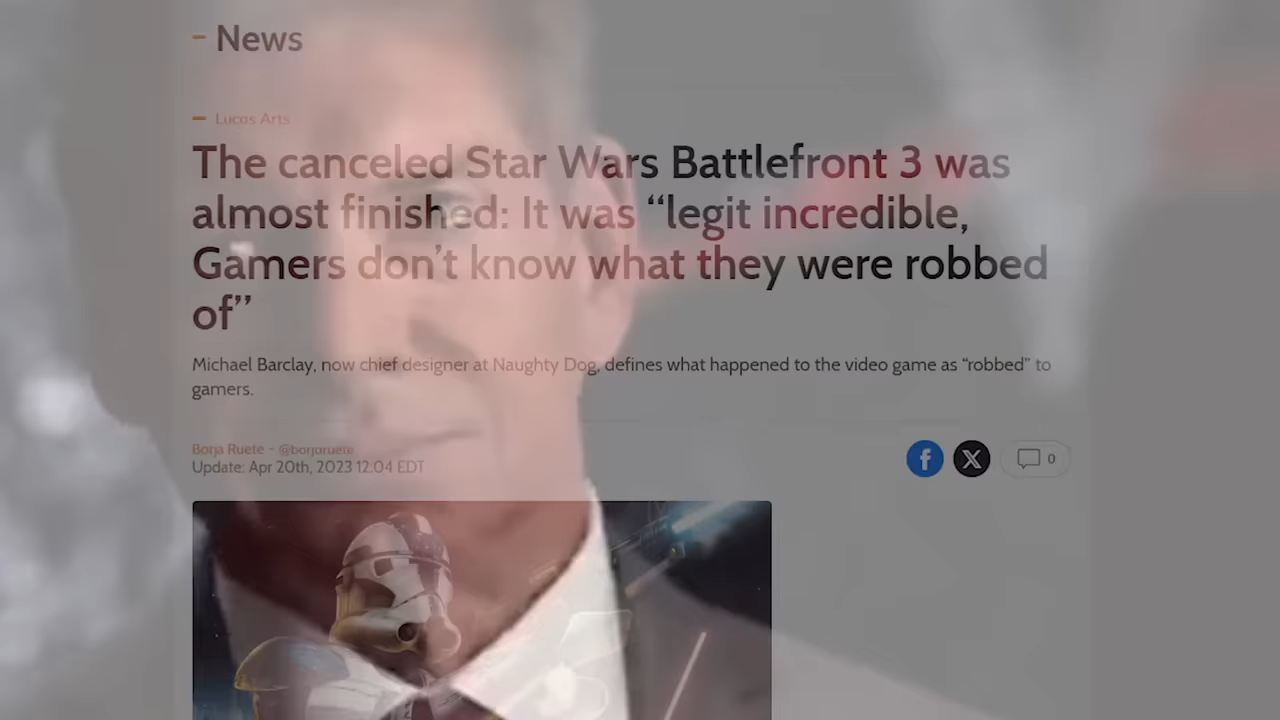 News
Lucas Arts
The canceled Star Wars Battlefront 3 was
almost finished: It was “legit incredible,
Gamers don’t know what they were robbed
of”
Michael Barclay, now chief designer at Naughty Dog, defines what happened to the video game as “robbed” to
gamers.
Borja Ruete - @borjaruete
Update: Apr 20th, 2023 12:04 EDT
0